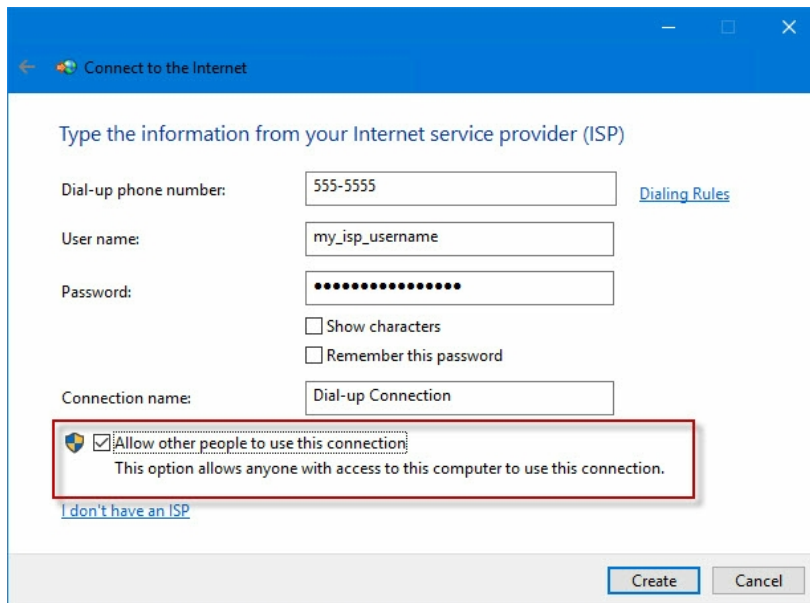 Connect to the Internet
Type the information from your Internet service provider (ISP)
Dial-up phone number: 555-5555 Dialing Rules
User name: my_isp_username
Password: ••••••••••••••••
Show characters
Remember this password
Connection name: Dial-up Connection
Allow other people to use this connection
This option allows anyone with access to this computer to use this connection.
I don't have an ISP
Create Cancel